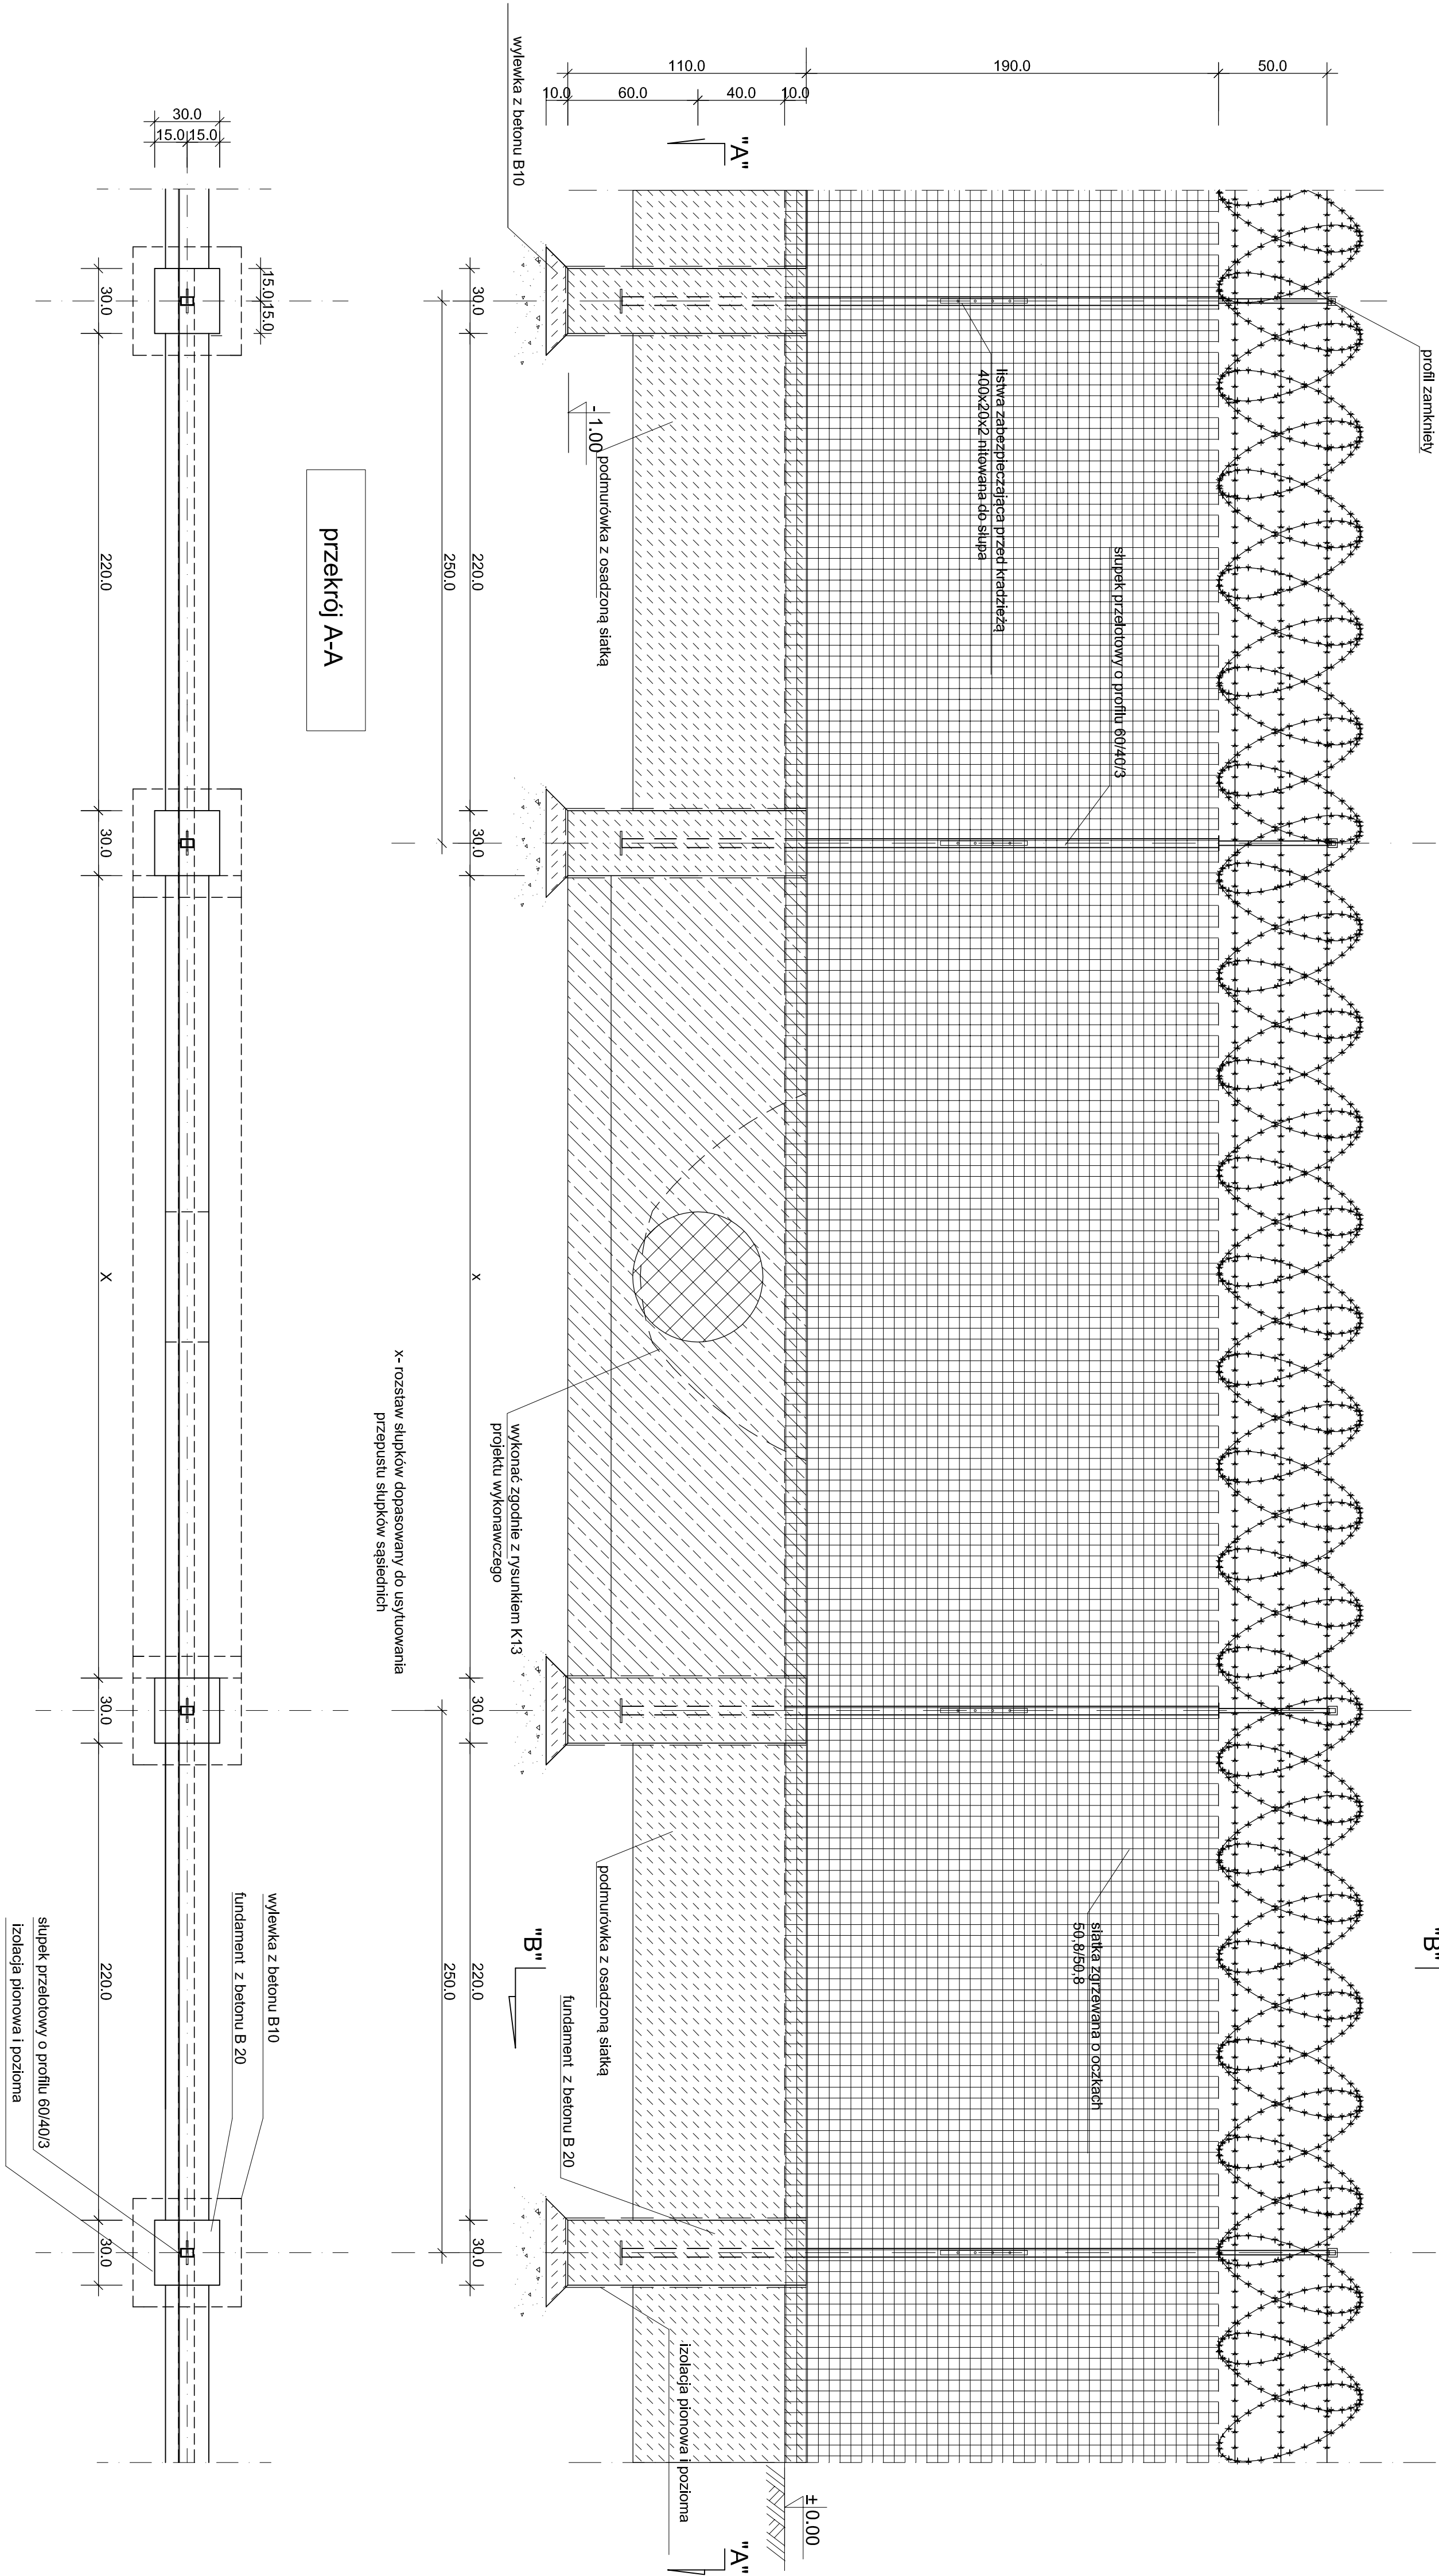 profil zamkniety
"B"
50.0
190.0
110.0
10.0
40.0
60.0
10.0
"A"
wylewka z betonu B10
listwa zabezpieczająca przed kradzieżą
400x20x2 nitowana do słupa
słupek przelotowy o profilu 60/40/3
siatka zgrzewana o oczkach
50,8/50,8
±0.00
"A"
-1.00
podmurówka z osadzoną siatką
podmurówka z osadzoną siatką
izolacja pionowa i pozioma
fundament z betonu B 20
"B"
wykonać zgodnie z rysunkiem K13
projektu wykonawczego
30.0
220.0
30.0
x
30.0
220.0
30.0
250.0
250.0
x- rozstaw słupków dopasowany do usytuowania
przepustu słupków sąsiednich
przekrój A-A
30.0
15.0
15.0
15.0
15.0
wylewka z betonu B10
fundament z betonu B 20
30.0
220.0
30.0
X
30.0
220.0
30.0
słupek przelotowy o profilu 60/40/3
izolacja pionowa i pozioma